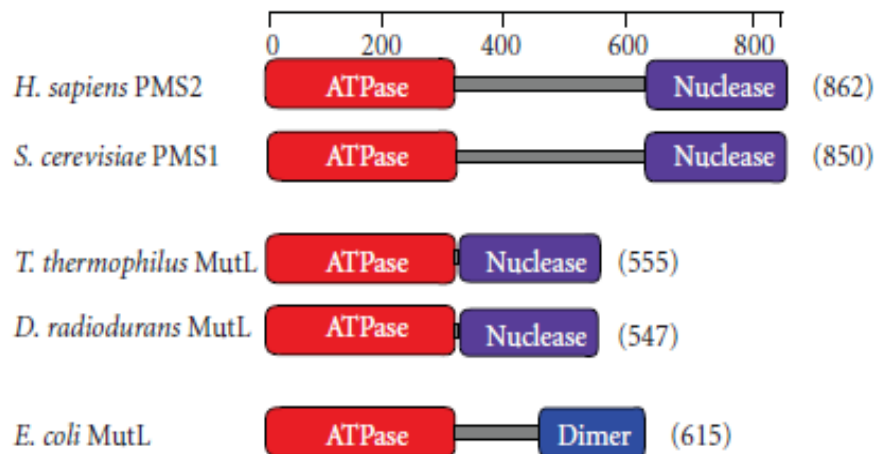 0 200 400 600 800
H. sapiens PMS2 ATPase Nuclease (862)
S. cerevisiae PMS1 ATPase Nuclease (850)
T. thermophilus MutL ATPase Nuclease (555)
D. radiodurans MutL ATPase Nuclease (547)
E. coli MutL ATPase Dimer (615)